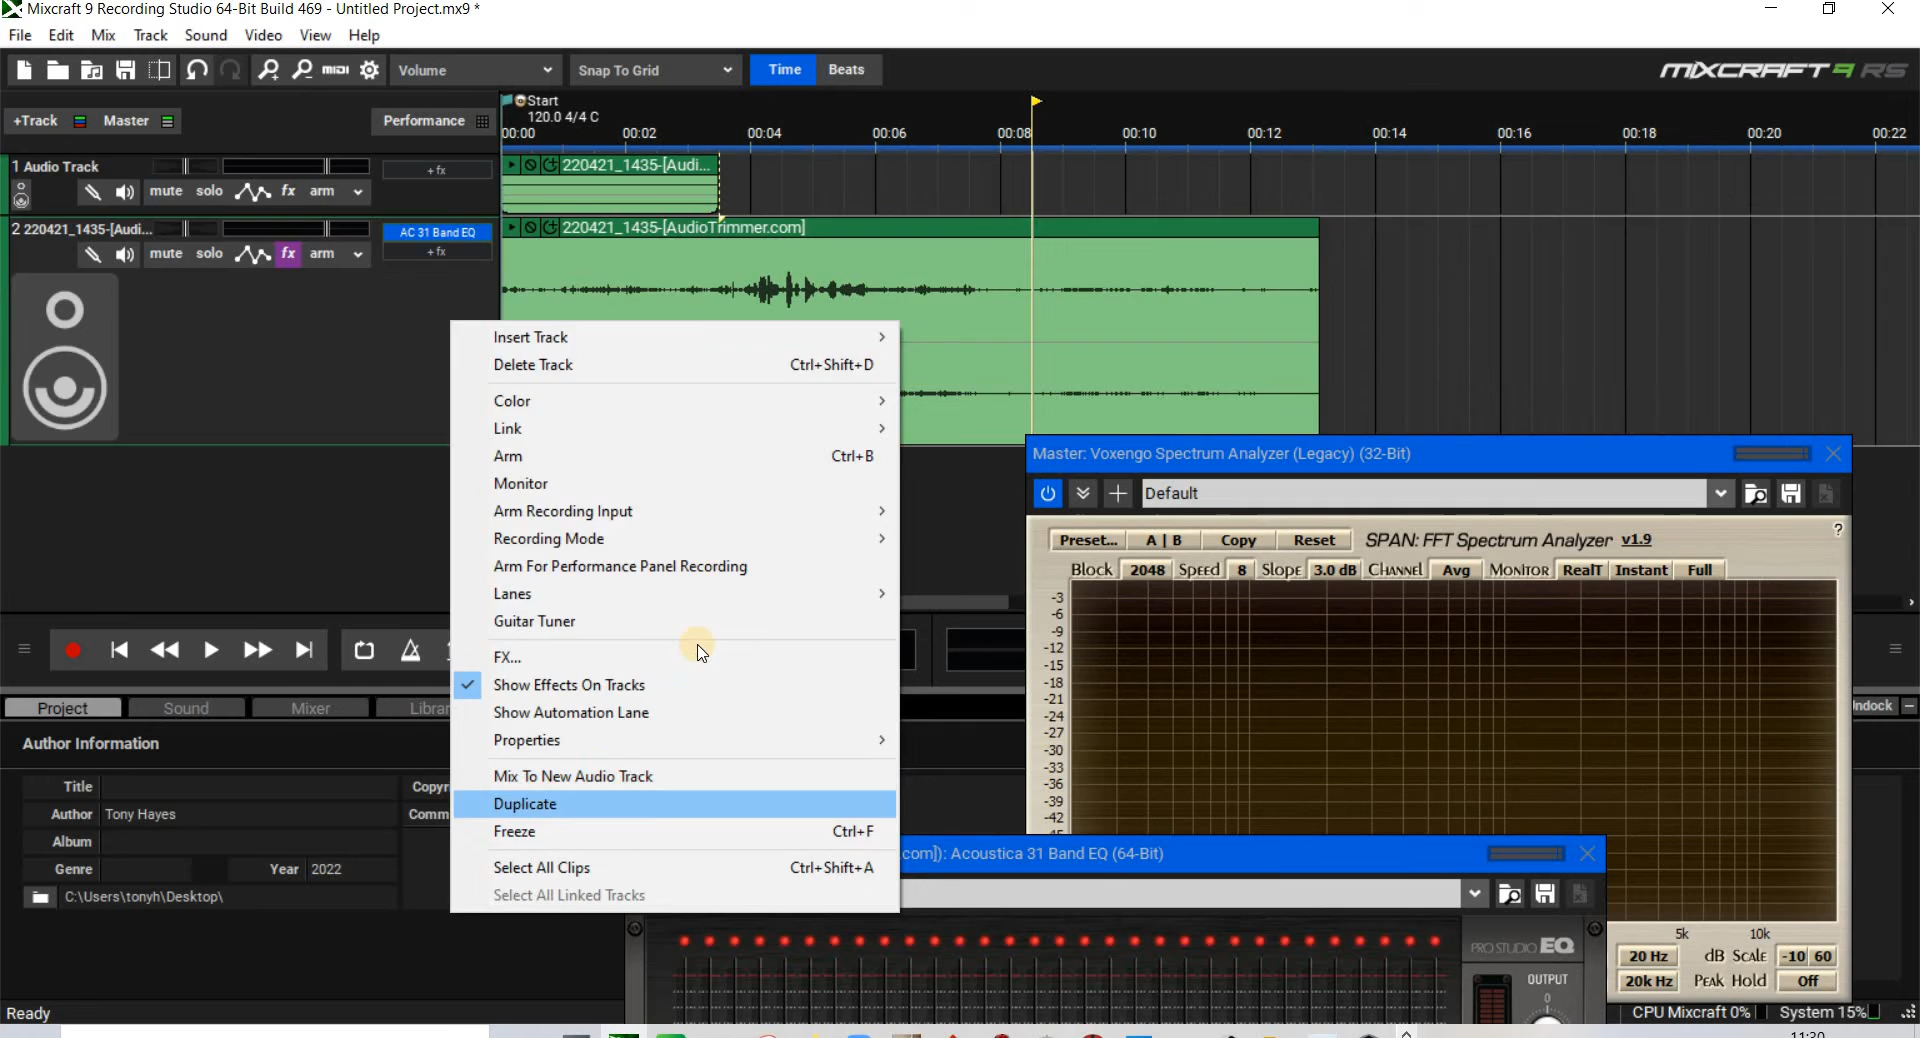 Mixcraft 9 Recording Studio 64-Bit Build 469 - Untitled Project.mx9 *
File Edit Mix Track Sound Video View Help
MIDI Volume Snap To Grid Time Beats MIXCRAFT 9 RS
Start
120.0 4/4 C
+Track Master Performance
00:00 00:02 00:04 00:06 00:08 00:10 00:12 00:14 00:16 00:18 00:20 00:22
1 Audio Track +fx 220421_1435-[Audi...
mute solo fx arm
2 220421_1435-[Audi... AC 31 Band EQ 220421_1435-[AudioTrimmer.com]
mute solo fx arm +fx
Insert Track
Delete Track Ctrl+Shift+D
Color
Link
Arm Ctrl+B
Monitor
Arm Recording Input
Recording Mode
Arm For Performance Panel Recording
Lanes
Guitar Tuner
FX...
Show Effects On Tracks
Show Automation Lane
Properties
Mix To New Audio Track
Duplicate
Freeze Ctrl+F
Select All Clips Ctrl+Shift+A
Select All Linked Tracks
Master: Voxengo Spectrum Analyzer (Legacy) (32-Bit)
Default
Preset... A | B Copy Reset SPAN: FFT Spectrum Analyzer v1.9 ?
Block 2048 Speed 8 Slope 3.0 dB Channel Avg Monitor RealT Instant Full
-3
-6
-9
-12
-15
-18
-21
-24
-27
-30
-33
-36
-39
-42
5k 10k
20 Hz dB Scale -10 60
20k Hz Peak Hold Off
Project Sound Mixer Librar Undock
Author Information
Title Copyr
Author Tony Hayes Comm
Album
Genre Year 2022
C:\Users\tonyh\Desktop\
.com]): Acoustica 31 Band EQ (64-Bit)
PRO STUDIO EQ
OUTPUT
0
Ready CPU Mixcraft 0% System 15%
11:30